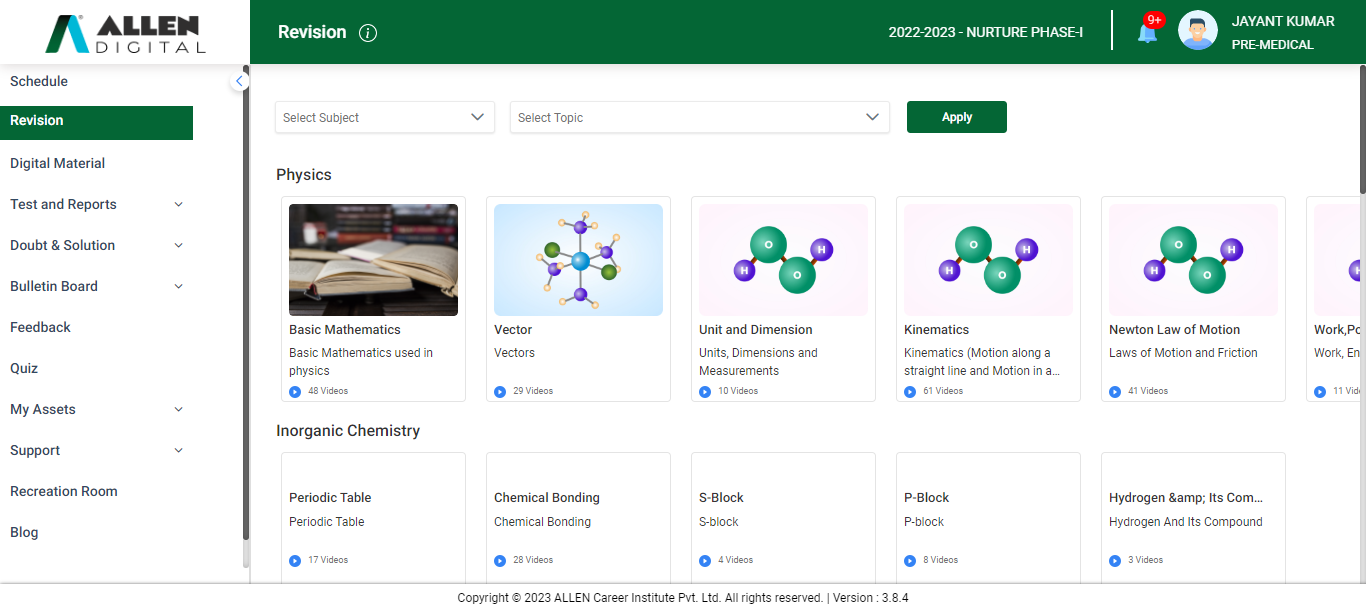 ALLEN
DIGITAL
Revision
2022-2023 - NURTURE PHASE-I
9+
JAYANT KUMAR
PRE-MEDICAL
Schedule
Revision
Digital Material
Test and Reports
Doubt & Solution
Bulletin Board
Feedback
Quiz
My Assets
Support
Recreation Room
Blog
Select Subject
Select Topic
Apply
Physics
O
H
H
O
O
H
H
O
O
H
H
O
H
Basic Mathematics
Basic Mathematics used in
physics
48 Videos
Vector
Vectors
29 Videos
Unit and Dimension
Units, Dimensions and
Measurements
10 Videos
Kinematics
Kinematics (Motion along a
straight line and Motion in a...
61 Videos
Newton Law of Motion
Laws of Motion and Friction
41 Videos
Work,Po
Work, En
11 Vide
Inorganic Chemistry
Periodic Table
Periodic Table
17 Videos
Chemical Bonding
Chemical Bonding
28 Videos
S-Block
S-block
4 Videos
P-Block
P-block
8 Videos
Hydrogen &amp; Its Com...
Hydrogen And Its Compound
3 Videos
Copyright © 2023 ALLEN Career Institute Pvt. Ltd. All rights reserved. | Version : 3.8.4